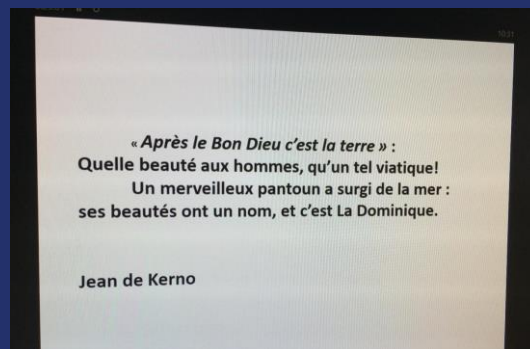 « Après le Bon Dieu c'est la terre » :
Quelle beauté aux hommes, qu'un tel viatique!
Un merveilleux pantoun a surgi de la mer :
ses beautés ont un nom, et c'est La Dominique.
Jean de Kerno